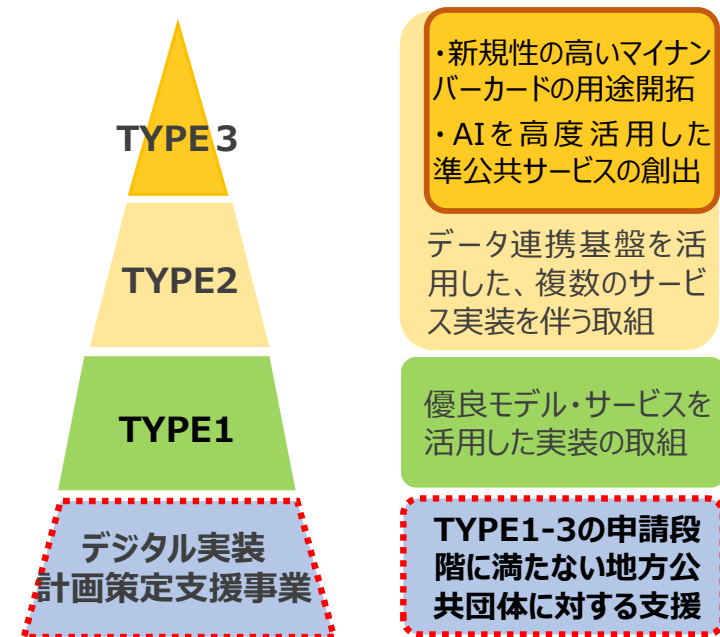 TYPE3
・新規性の高いマイナン
バーカードの用途開拓
・AIを高度活用した
準公共サービスの創出
TYPE2
データ連携基盤を活
用した、複数のサービ
ス実装を伴う取組
TYPE1
優良モデル・サービスを
活用した実装の取組
デジタル実装
計画策定支援事業
TYPE1-3の申請段
階に満たない地方公
共団体に対する支援